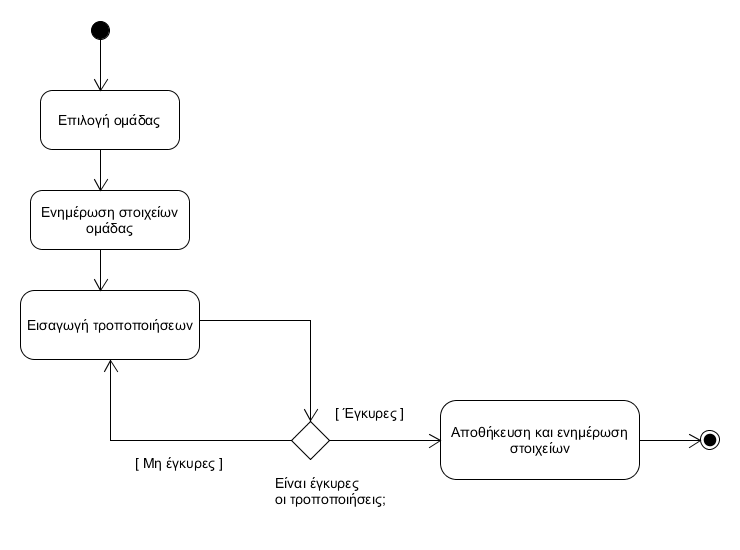 Επιλογή ομάδας
Ενημέρωση στοιχείων
ομάδας
Εισαγωγή τροποποιήσεων
[ Έγκυρες ]
Αποθήκευση και ενημέρωση
στοιχείων
[ Μη έγκυρες ]
Είναι έγκυρες
οι τροποποιήσεις;